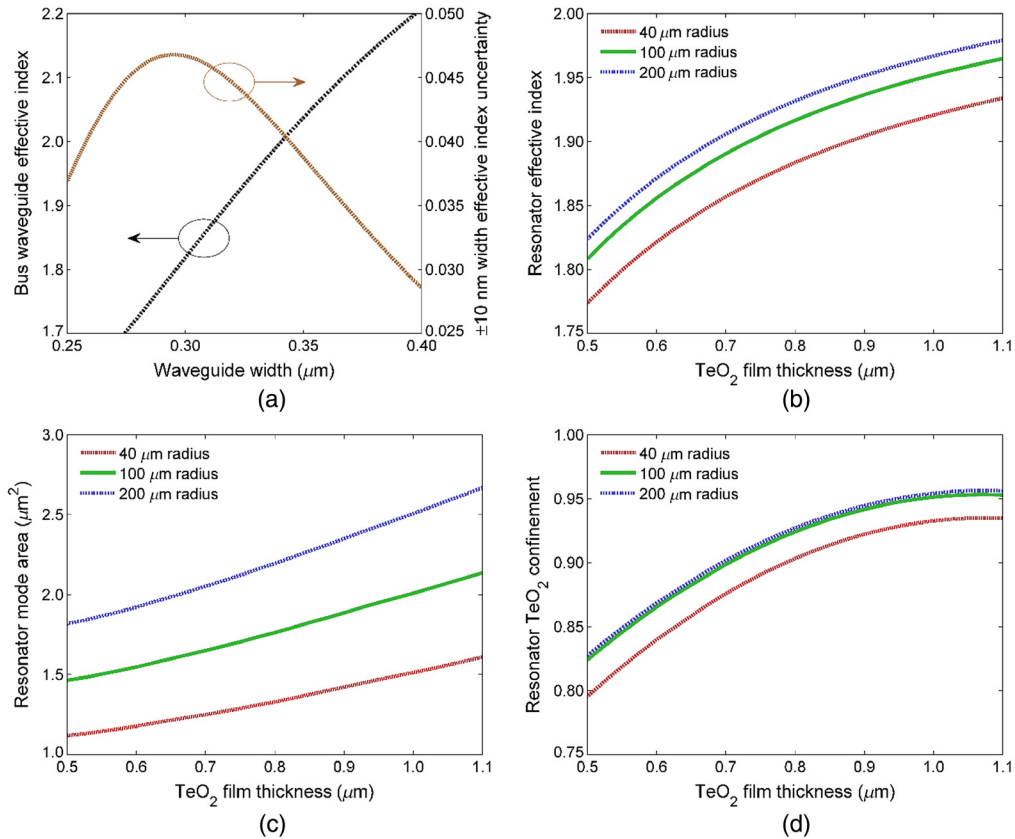 2.2
2.1
2.0
1.9
1.8
1.7
Bus waveguide effective index
0.050
0.045
0.040
0.035
0.030
0.025
±10 nm width effective index uncertainty
0.25
0.30
0.35
0.40
Waveguide width (μm)
(a)
2.00
1.95
1.90
1.85
1.80
1.75
Resonator effective index
40 μm radius
100 μm radius
200 μm radius
0.5
0.6
0.7
0.8
0.9
1.0
1.1
TeO2 film thickness (μm)
(b)
3.0
2.5
2.0
1.5
1.0
Resonator mode area (μm²)
40 μm radius
100 μm radius
200 μm radius
0.5
0.6
0.7
0.8
0.9
1.0
1.1
TeO2 film thickness (μm)
(c)
1.00
0.95
0.90
0.85
0.80
0.75
Resonator TeO2 confinement
40 μm radius
100 μm radius
200 μm radius
0.5
0.6
0.7
0.8
0.9
1.0
1.1
TeO2 film thickness (μm)
(d)